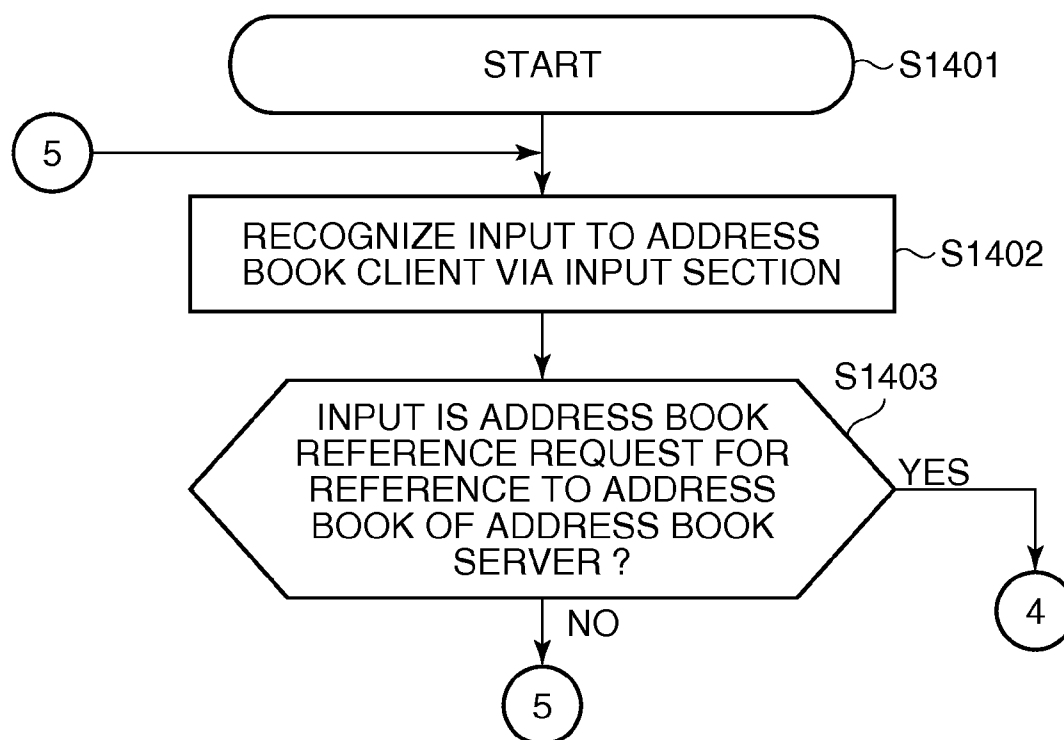 START
S1401
5
RECOGNIZE INPUT TO ADDRESS
BOOK CLIENT VIA INPUT SECTION
S1402
S1403
INPUT IS ADDRESS BOOK
REFERENCE REQUEST FOR
REFERENCE TO ADDRESS
BOOK OF ADDRESS BOOK
SERVER ?
YES
4
NO
5